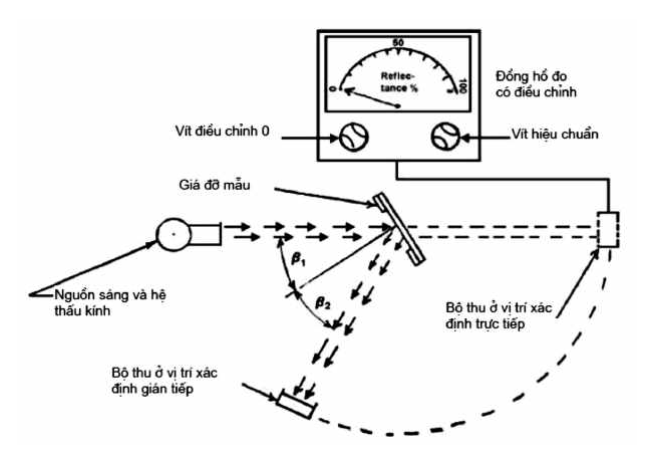 50
Reflec-
tance %
0
100
Đồng hồ đo
có điều chỉnh
Vít điều chỉnh 0
Vít hiệu chuẩn
Giá đỡ mẫu
β1
β2
Nguồn sáng và hệ
thấu kính
Bộ thu ở vị trí xác
định trực tiếp
Bộ thu ở vị trí xác
định gián tiếp